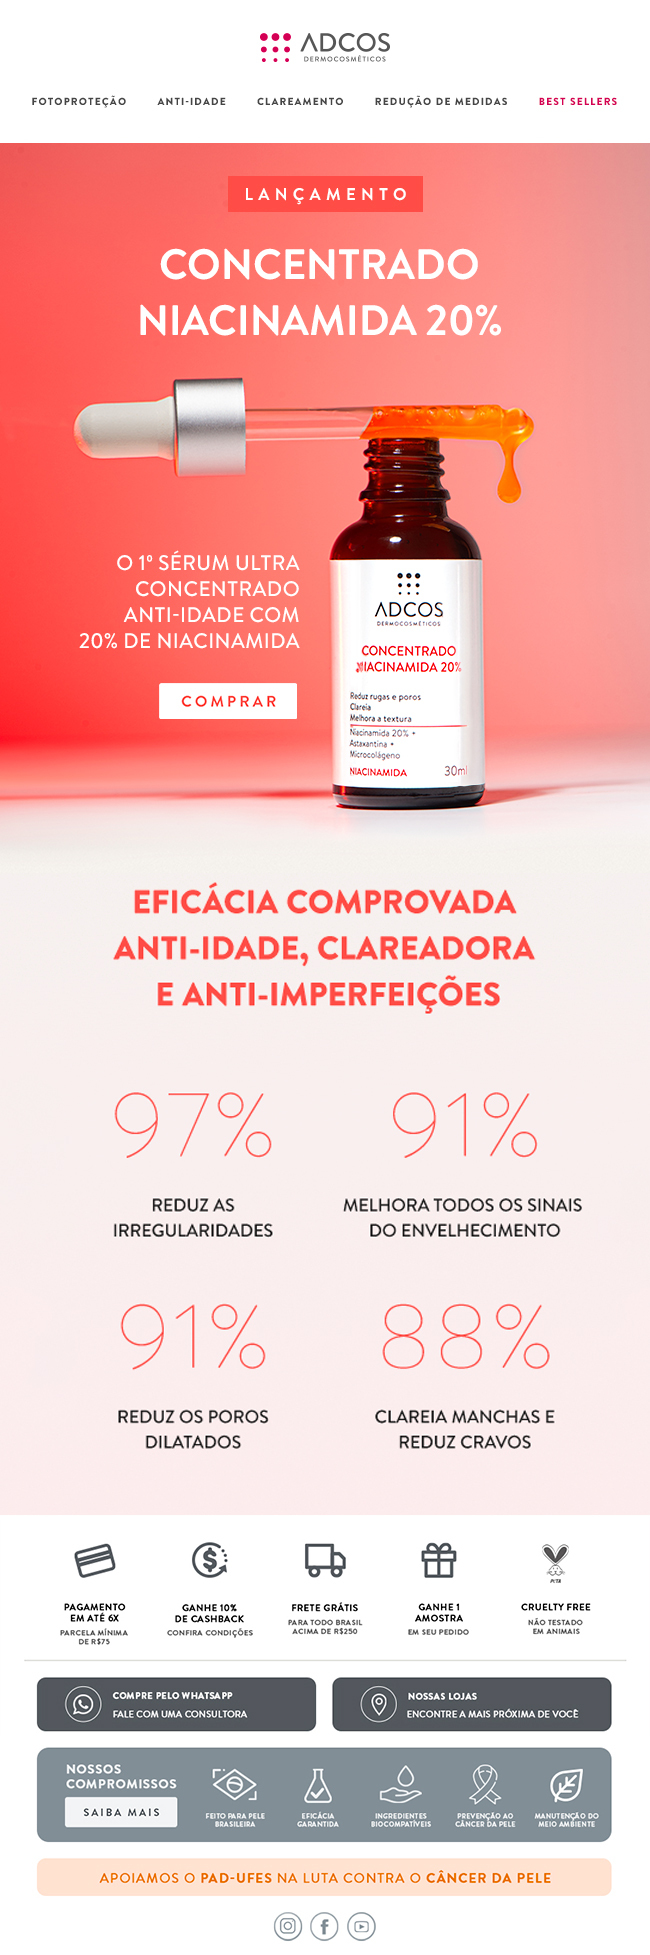 ADCOS
DERMOCOSMÉTICOS
FOTOPROTEÇÃO ANTI-IDADE CLAREAMENTO REDUÇÃO DE MEDIDAS BEST SELLERS
LANÇAMENTO
CONCENTRADO
NIACINAMIDA 20%
O 1º SÉRUM ULTRA
CONCENTRADO
ANTI-IDADE COM
20% DE NIACINAMIDA
COMPRAR
ADCOS
DERMOCOSMÉTICOS
CONCENTRADO
NIACINAMIDA 20%
Reduz rugas e poros
Clareia
Melhora a textura
Niacinamida 20% +
Astaxantina +
Microcolágeno
NIACINAMIDA 30ml
EFICÁCIA COMPROVADA
ANTI-IDADE, CLAREADORA
E ANTI-IMPERFEIÇÕES
97%
REDUZ AS
IRREGULARIDADES
91%
MELHORA TODOS OS SINAIS
DO ENVELHECIMENTO
91%
REDUZ OS POROS
DILATADOS
88%
CLAREIA MANCHAS E
REDUZ CRAVOS
PAGAMENTO
EM ATÉ 6X
PARCELA MÍNIMA
DE R$75
GANHE 10%
DE CASHBACK
CONFIRA CONDIÇÕES
FRETE GRÁTIS
PARA TODO BRASIL
ACIMA DE R$250
GANHE 1
AMOSTRA
EM SEU PEDIDO
PETA
CRUELTY FREE
NÃO TESTADO
EM ANIMAIS
COMPRE PELO WHATSAPP
FALE COM UMA CONSULTORA
NOSSAS LOJAS
ENCONTRE A MAIS PRÓXIMA DE VOCÊ
NOSSOS
COMPROMISSOS
SAIBA MAIS
FEITO PARA PELE
BRASILEIRA
EFICÁCIA
GARANTIDA
INGREDIENTES
BIOCOMPATÍVEIS
PREVENÇÃO AO
CÂNCER DA PELE
MANUTENÇÃO DO
MEIO AMBIENTE
APOIAMOS O PAD-UFES NA LUTA CONTRA O CÂNCER DA PELE